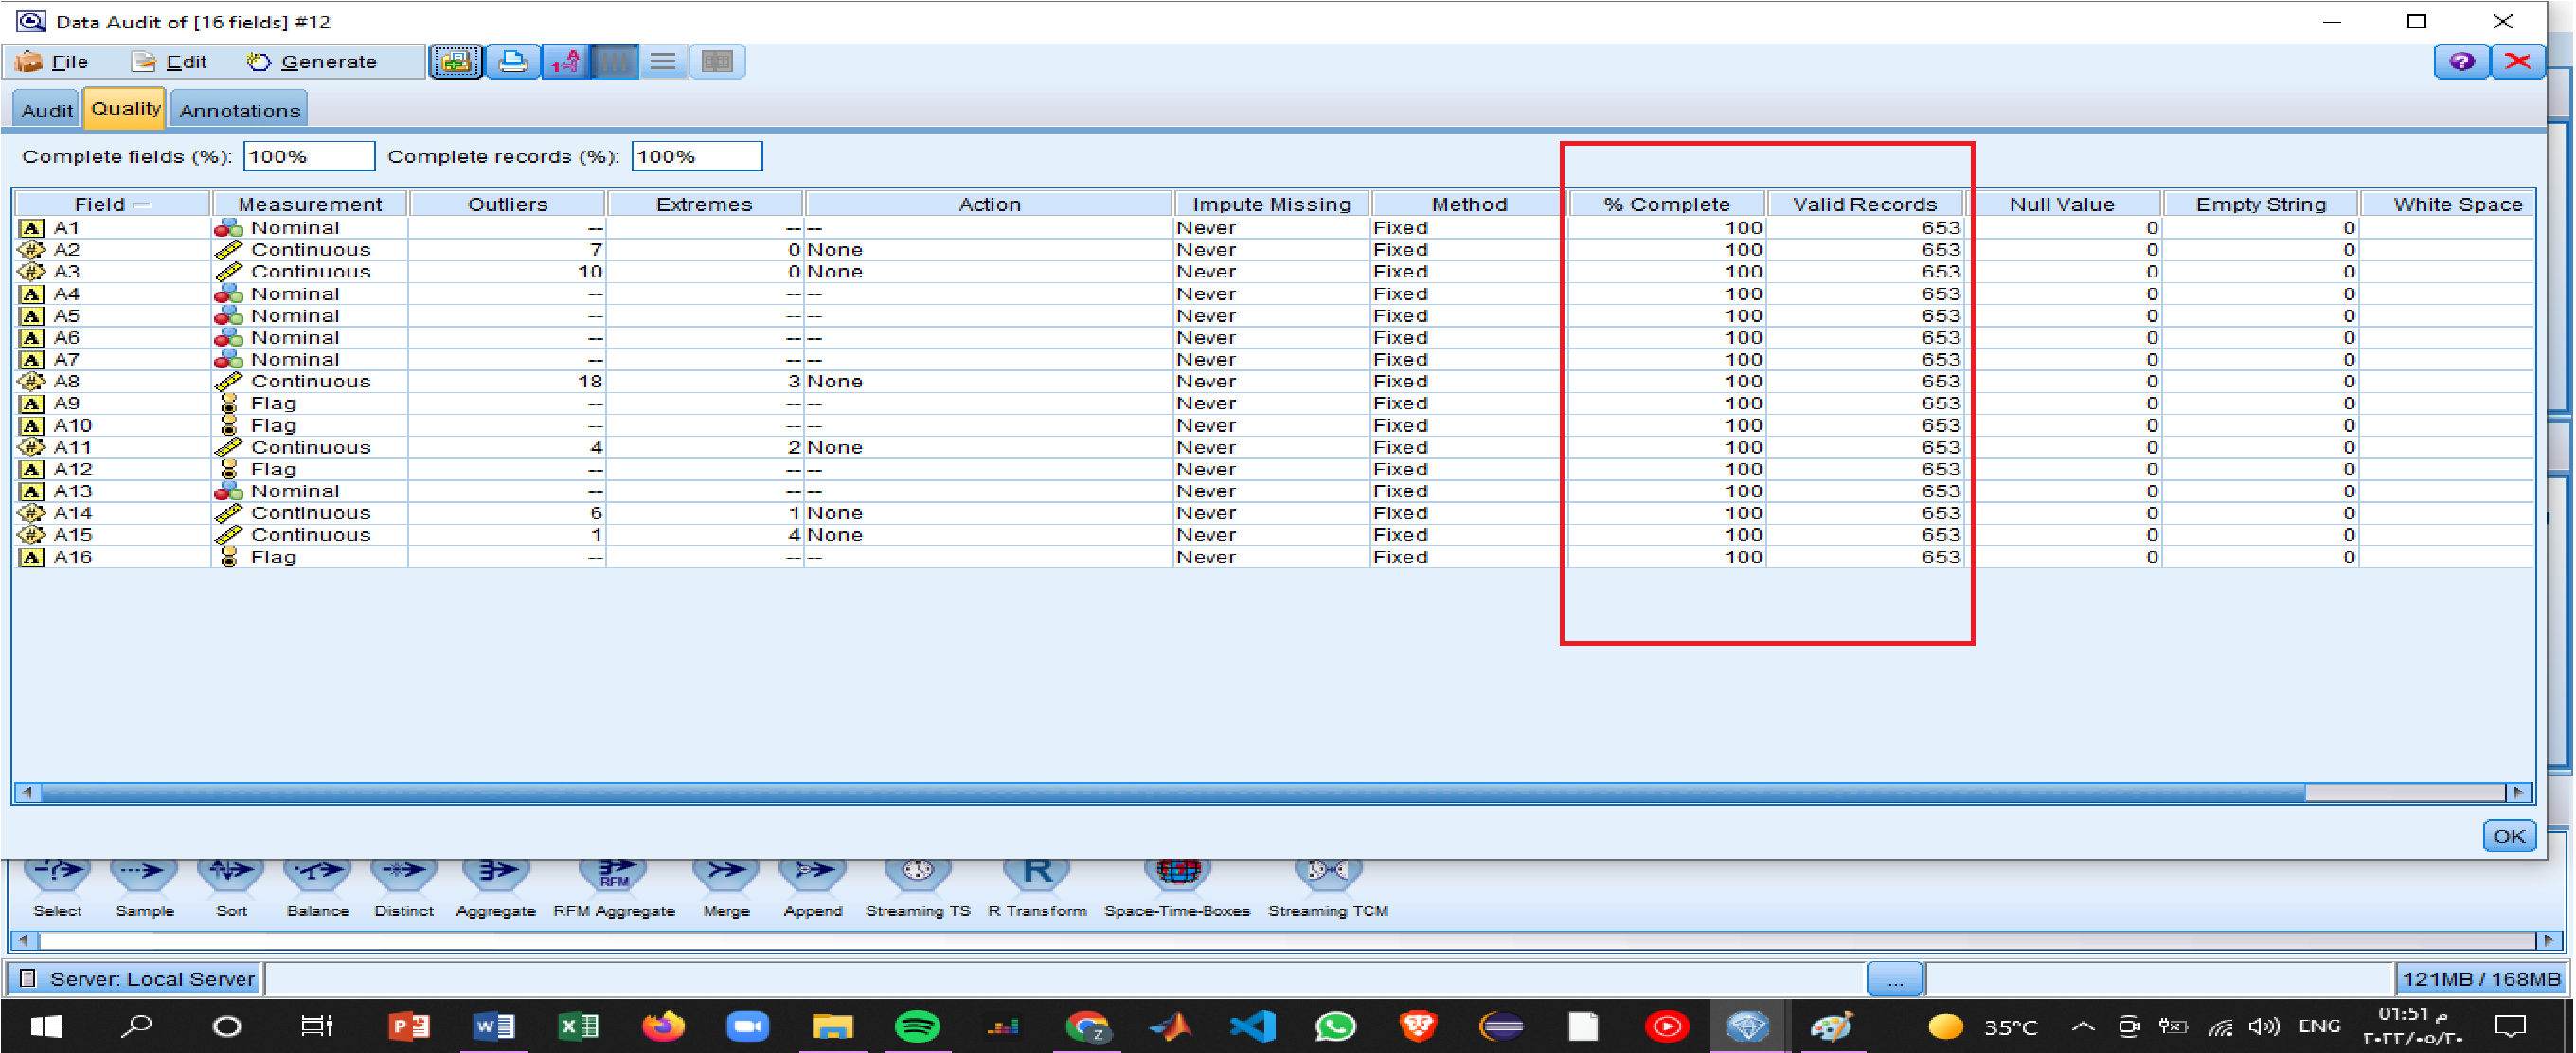 Data Audit of [16 fields] #12
File Edit Generate
Audit Quality Annotations
Complete fields (%): 100% Complete records (%): 100%
Field Measurement Outliers Extremes Action Impute Missing Method % Complete Valid Records Null Value Empty String White Space
A1 Nominal -- -- -- Never Fixed 100 653 0 0
A2 Continuous 7 0 None Never Fixed 100 653 0 0
A3 Continuous 10 0 None Never Fixed 100 653 0 0
A4 Nominal -- -- -- Never Fixed 100 653 0 0
A5 Nominal -- -- -- Never Fixed 100 653 0 0
A6 Nominal -- -- -- Never Fixed 100 653 0 0
A7 Nominal -- -- -- Never Fixed 100 653 0 0
A8 Continuous 18 3 None Never Fixed 100 653 0 0
A9 Flag -- -- -- Never Fixed 100 653 0 0
A10 Flag -- -- -- Never Fixed 100 653 0 0
A11 Continuous 4 2 None Never Fixed 100 653 0 0
A12 Flag -- -- -- Never Fixed 100 653 0 0
A13 Nominal -- -- -- Never Fixed 100 653 0 0
A14 Continuous 6 1 None Never Fixed 100 653 0 0
A15 Continuous 1 4 None Never Fixed 100 653 0 0
A16 Flag -- -- -- Never Fixed 100 653 0 0
OK
RFM R
Select Sample Sort Balance Distinct Aggregate RFM Aggregate Merge Append Streaming TS R Transform Space-Time-Boxes Streaming TCM
Server: Local Server ... 121MB / 168MB
35°C ENG 01:51 م
٢٠٢٢/٠٥/٢٠